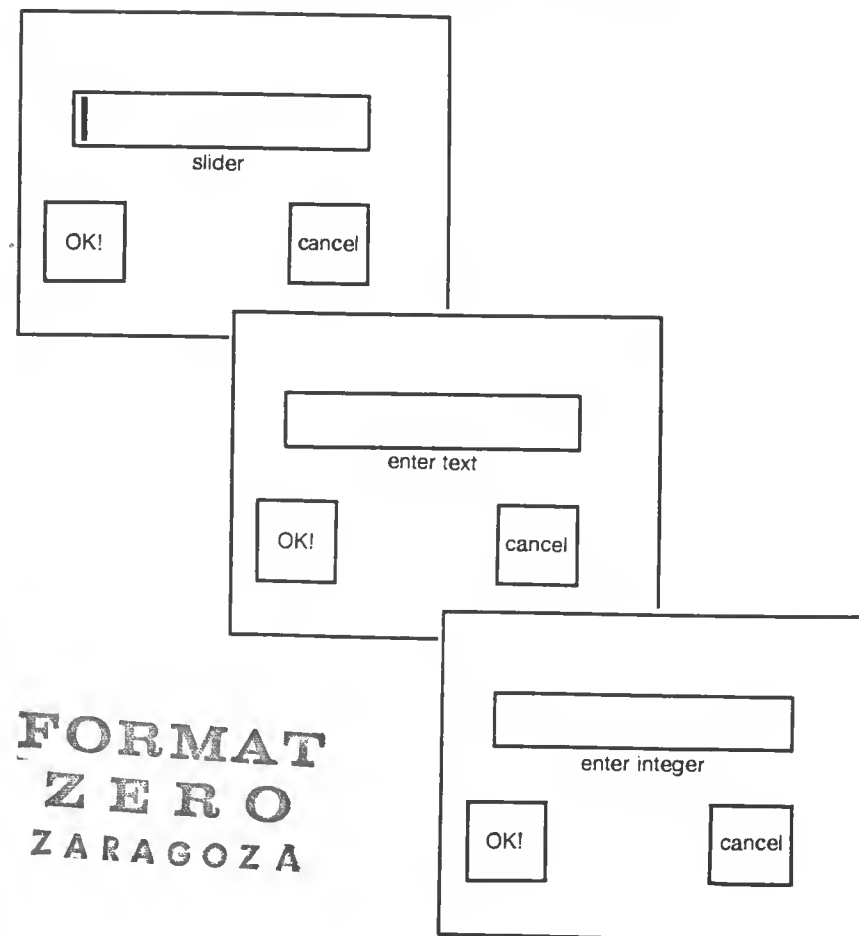 slider
OK!
cancel
enter text
OK!
cancel
enter integer
OK!
cancel
FORMAT
ZERO
ZARAGOZA